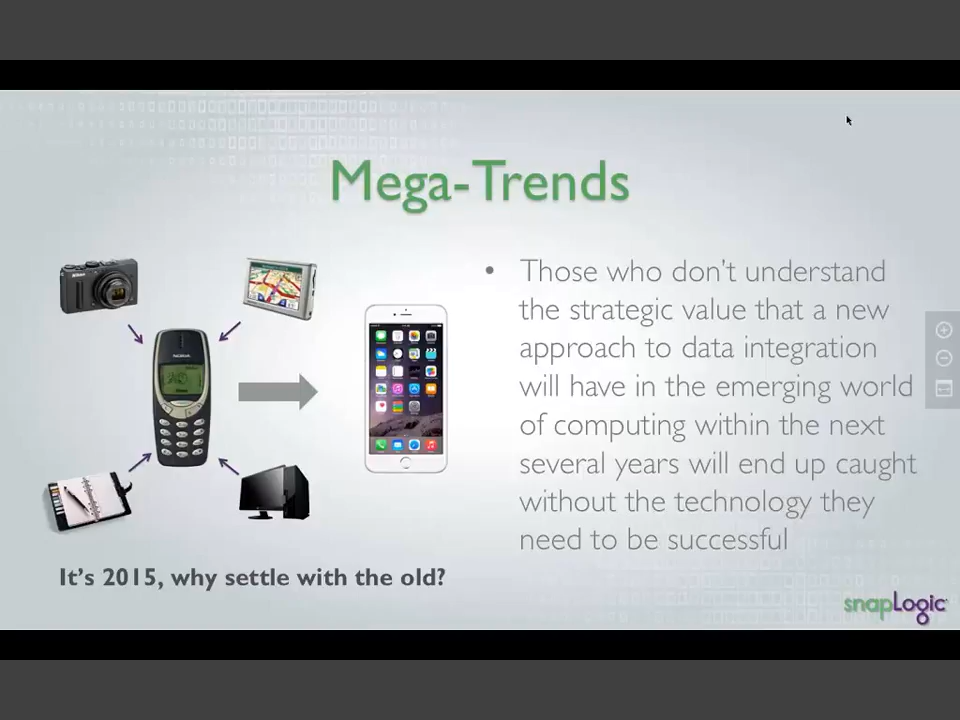 Mega-Trends
Nikon
NOKIA
• Those who don't understand
the strategic value that a new
approach to data integration
will have in the emerging world
of computing within the next
several years will end up caught
without the technology they
need to be successful
It's 2015, why settle with the old?
snapLogic